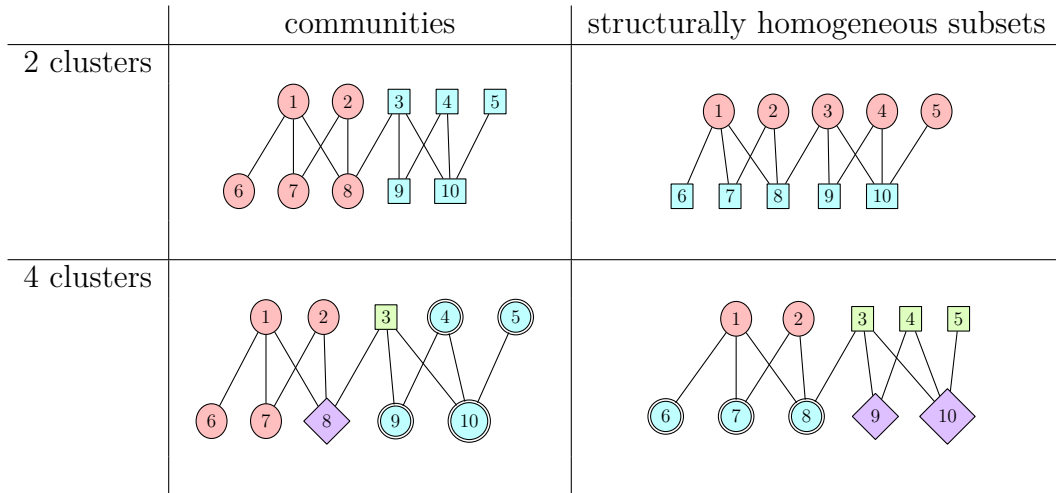 communities structurally homogeneous subsets
2 clusters
1 2 3 4 5 1 2 3 4 5
6 7 8 9 10 6 7 8 9 10
4 clusters
1 2 3 4 5 1 2 3 4 5
6 7 8 9 10 6 7 8 9 10